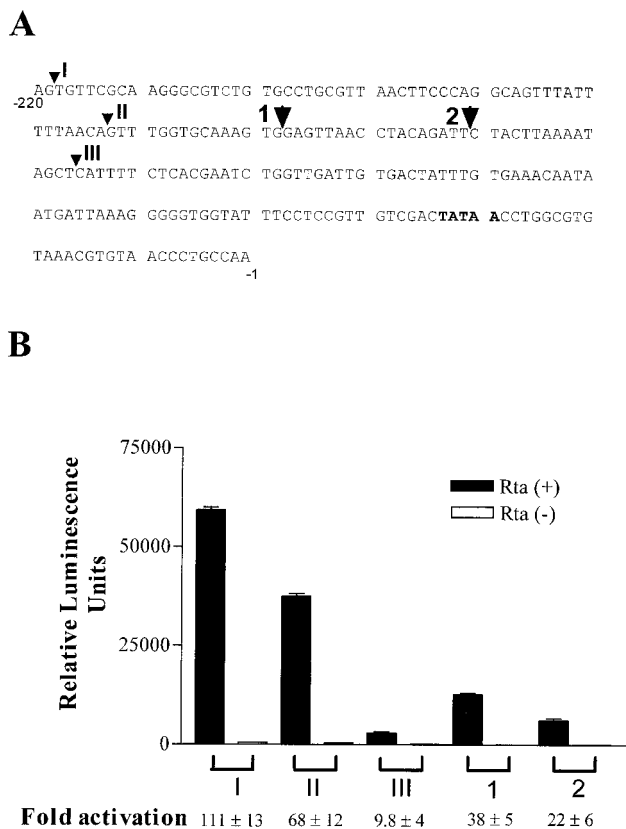 A
I
AGTGTTCGCA AGGGCGTCTG TGCCTGCGTT AACTTCCCAG GCAGTTTATT
-220
II
1
2
TTTAACAGTT TGGTGCAAAG TGGAGTTAAC CTACAGATTC TACTTAAAAT
III
AGCTCATTTT CTCACGAATC TGGTTGATTG TGACTATTTG TGAAACAATA
ATGATTAAAG GGGGTGGTAT TTCCTCCGTT GTCGACTATA ACCTGGCGTG
TAAACGTGTA ACCCTGCCAA
-1
B
Relative Luminescence
Units
75000
50000
25000
0
Rta (+)
Rta (-)
I II III 1 2
Fold activation 111 ± 13 68 ± 12 9.8 ± 4 38 ± 5 22 ± 6